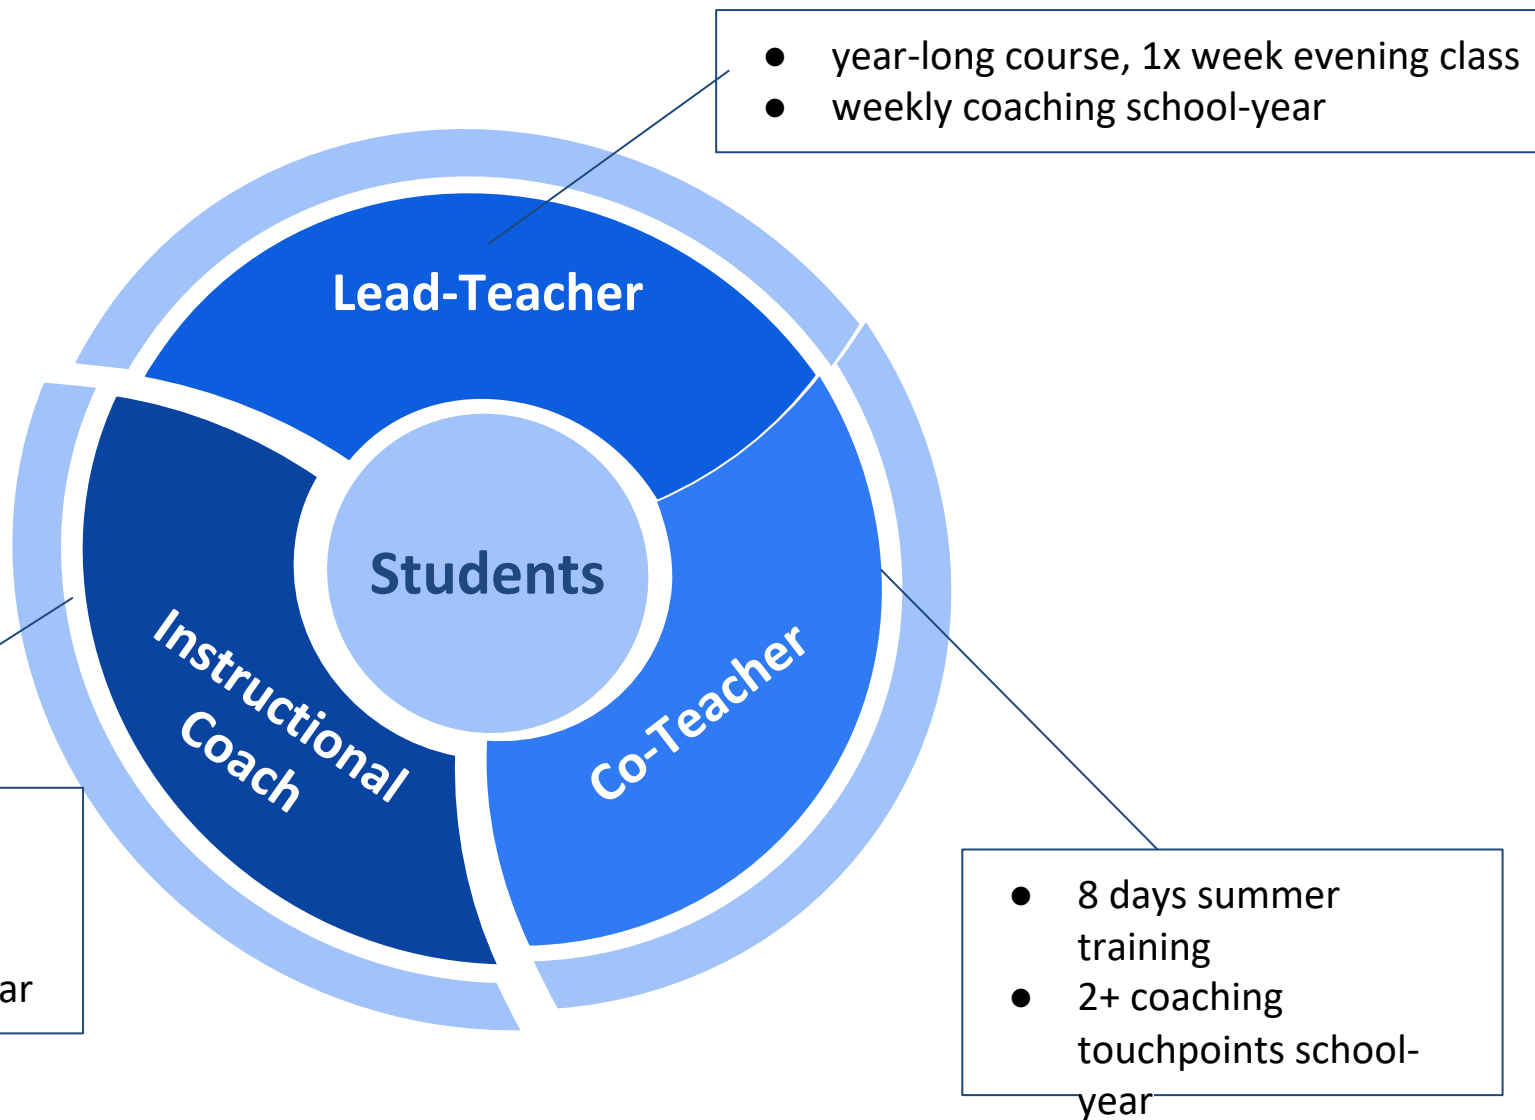 ● year-long course, 1x week evening class
● weekly coaching school-year
Lead-Teacher
Students
Instructional
Coach
Co-Teacher
ar
● 8 days summer
training
● 2+ coaching
touchpoints school-
year